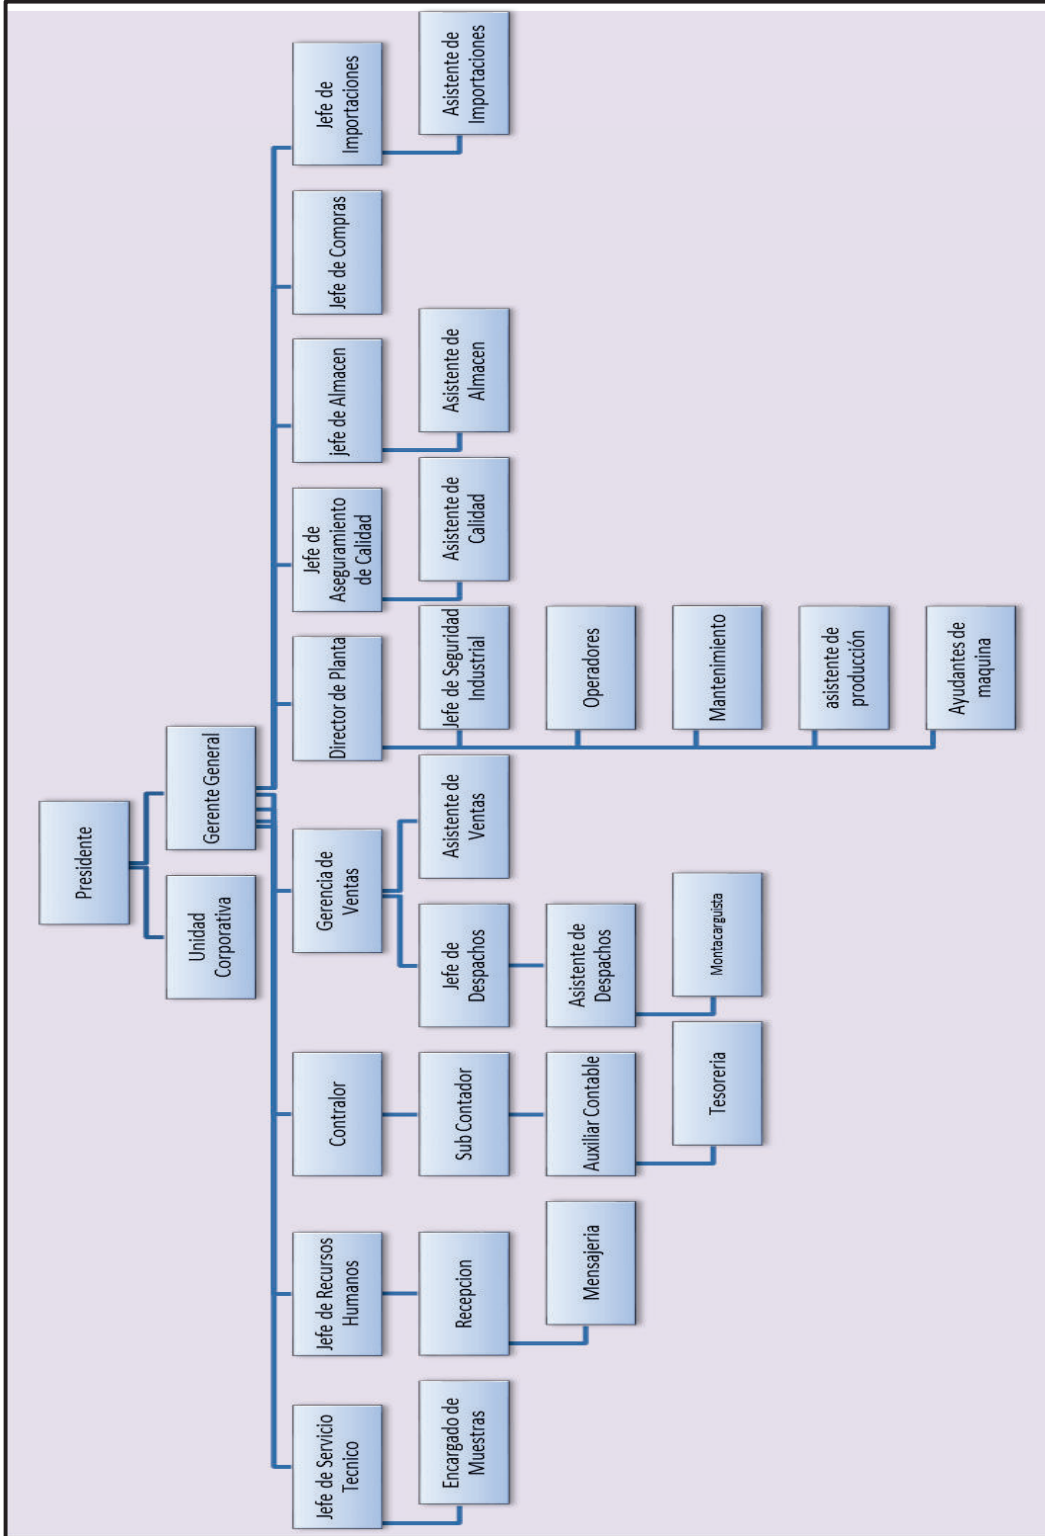 Presidente
Unidad
Corporativa
Gerente General
Jefe de Servicio
Tecnico
Jefe de Recursos
Humanos
Contralor
Gerencia de
Ventas
Director de Planta
Jefe de
Aseguramiento
de Calidad
jefe de Almacen
Jefe de Compras
Jefe de
Importaciones
Encargado de
Muestras
Recepcion
Sub Contador
Jefe de
Despachos
Asistente de
Ventas
Jefe de Seguridad
Industrial
Asistente de
Calidad
Asistente de
Almacen
Asistente de
Importaciones
Mensajeria
Auxiliar Contable
Asistente de
Despachos
Operadores
Tesoreria
Montacarguista
Mantenimiento
asistente de
producción
Ayudantes de
maquina